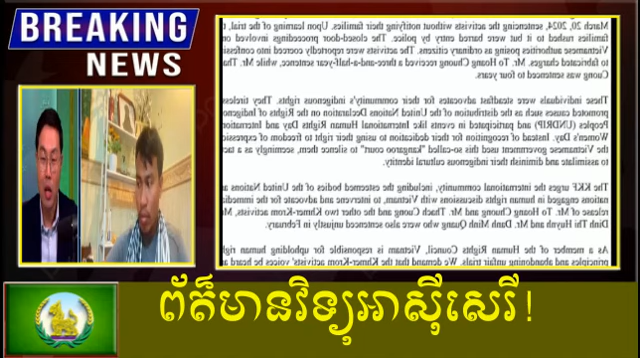 BREAKING
NEWS
March 20, 2024, sentencing the activists without notifying their families. Upon learning of the trial, t
families rushed to it but were barred entry by police. The closed-door proceedings involved on
Vietnamese authorities posing as ordinary citizens. The activists were reportedly coerced into confessi
to fabricated charges. Mr. To Hoang Chuong received a three-and-a-half-year sentence, while Mr. Tha
Cuong was sentenced to four years.
These individuals were steadfast advocates for their community's indigenous rights. They tireless
promoted causes such as the distribution of the United Nations Declaration on the Rights of Indigeno
Peoples (UNDRIP) and participated in events like International Human Rights Day and Internation
Women's Day. Instead of recognition for their dedication to using their right to freedom of expressio
the Vietnamese government used this so-called "kangaroo court" to silence them, seemingly as a tac
to assimilate and diminish their indigenous cultural identity.
The KKF urges the international community, including the esteemed bodies of the United Nations a
nations engaged in human rights discussions with Vietnam, to intervene and advocate for the immedia
release of Mr. To Hoang Chuong and Mr. Thach Cuong and the other two Khmer-Krom activists, M
Dinh Thi Huynh and Mr. Danh Minh Quang who were also sentenced unjustly in February.
As a member of the Human Rights Council, Vietnam is responsible for upholding human righ
principles and abandoning unfair trials. We demand that the Khmer-Krom activists' voices be heard a
ព័ត៌មានវិទ្យុអាស៊ីសេរី!